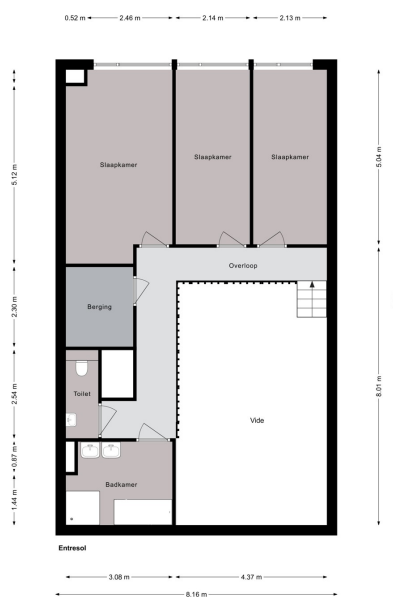 0.52 m 2.46 m 2.14 m 2.13 m
5.12 m
5.04 m
Slaapkamer
Slaapkamer
Slaapkamer
Overloop
2.30 m
Berging
2.54 m
Toilet
8.01 m
Vide
0.87 m
1.44 m
Badkamer
Entresol
3.08 m 4.37 m
8.16 m